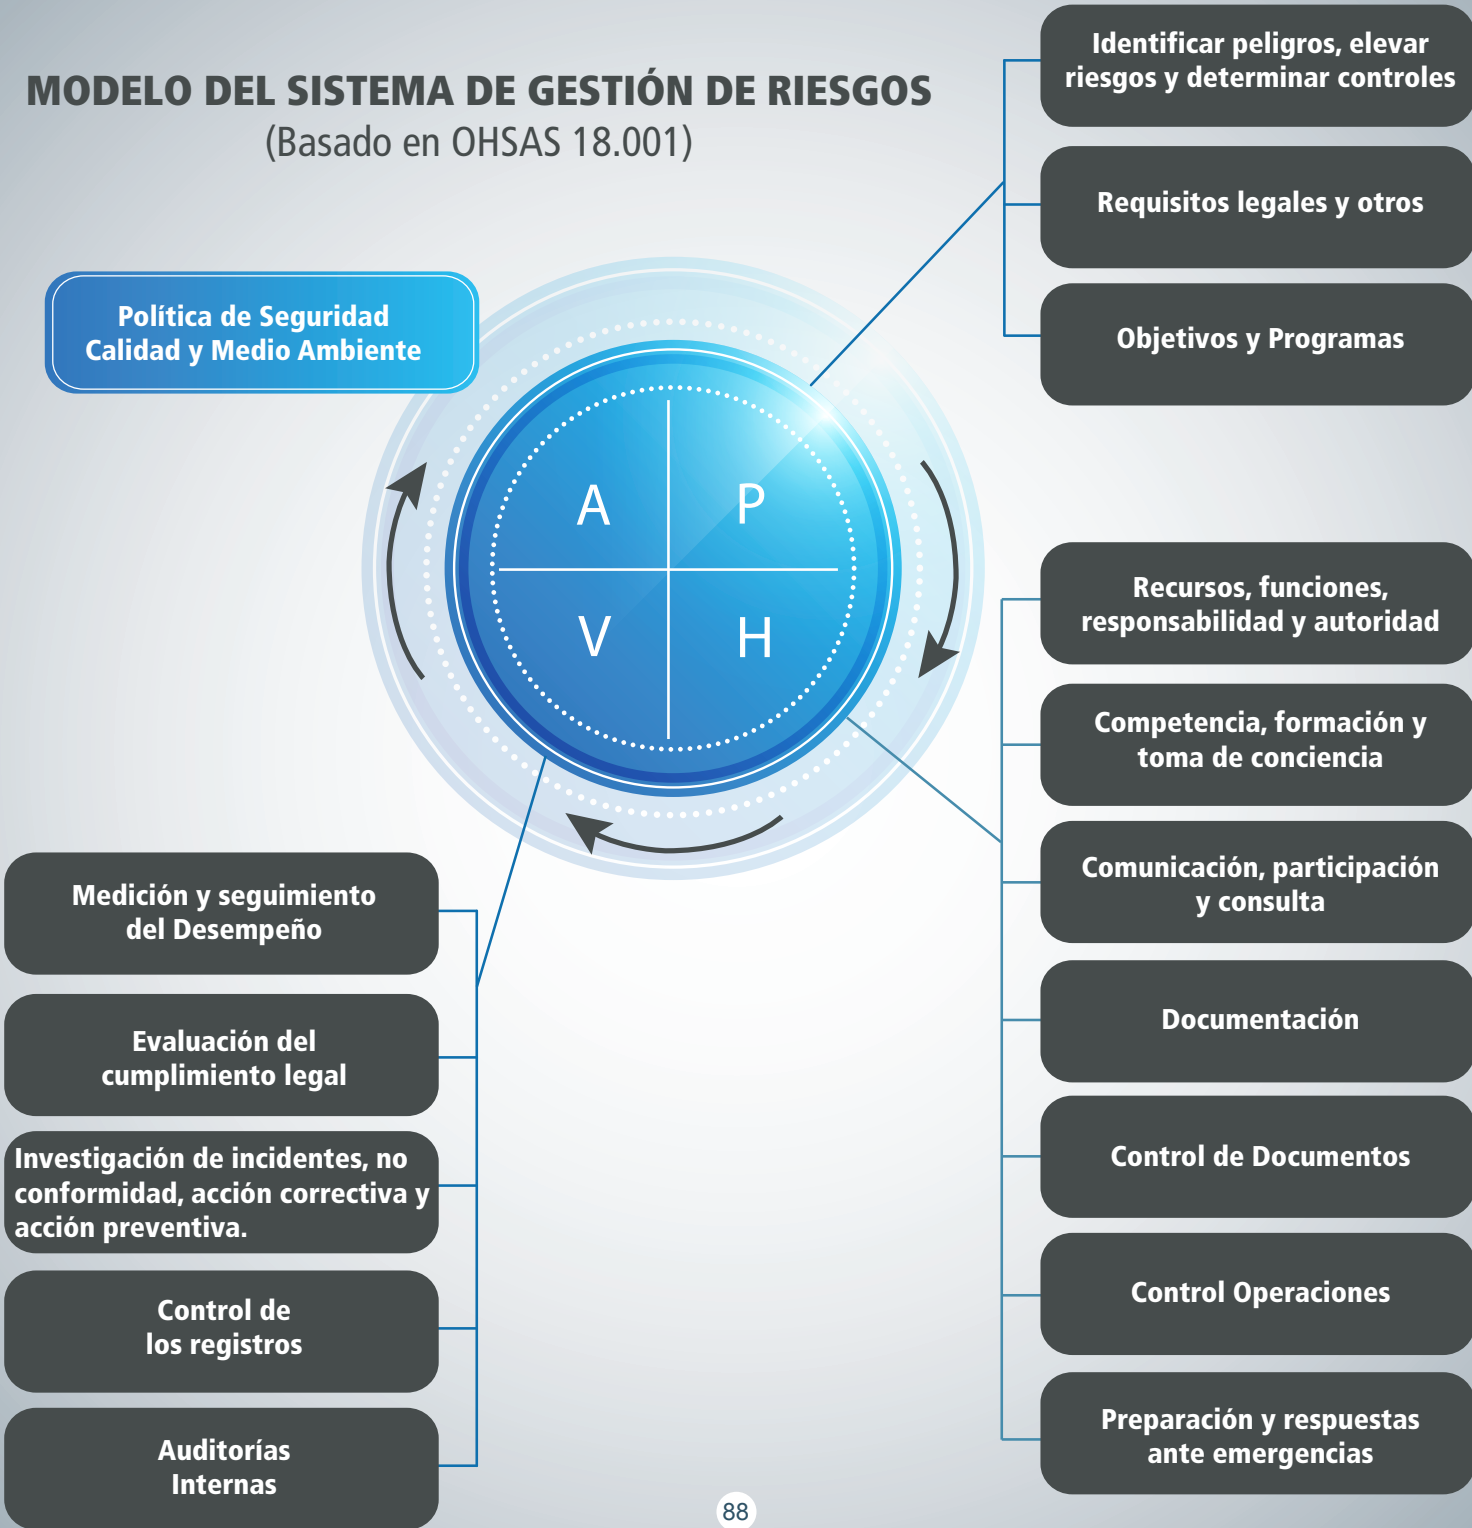 MODELO DEL SISTEMA DE GESTIÓN DE RIESGOS
(Basado en OHSAS 18.001)
Política de Seguridad
Calidad y Medio Ambiente
A
P
V
H
Identificar peligros, elevar
riesgos y determinar controles
Requisitos legales y otros
Objetivos y Programas
Recursos, funciones,
responsabilidad y autoridad
Competencia, formación y
toma de conciencia
Comunicación, participación
y consulta
Documentación
Control de Documentos
Control Operaciones
Preparación y respuestas
ante emergencias
Medición y seguimiento
del Desempeño
Evaluación del
cumplimiento legal
Investigación de incidentes, no
conformidad, acción correctiva y
acción preventiva.
Control de
los registros
Auditorías
Internas
88